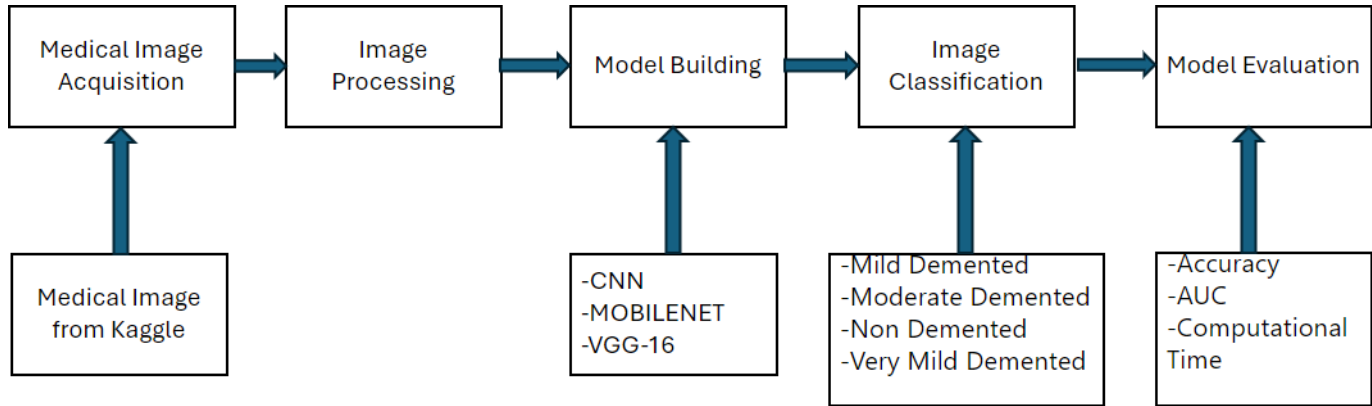 Medical Image
Acquisition
Image
Processing
Model Building
Image
Classification
Model Evaluation
Medical Image
from Kaggle
-CNN
-MOBILENET
-VGG-16
-Mild Demented
-Moderate Demented
-Non Demented
-Very Mild Demented
-Accuracy
-AUC
-Computational
Time